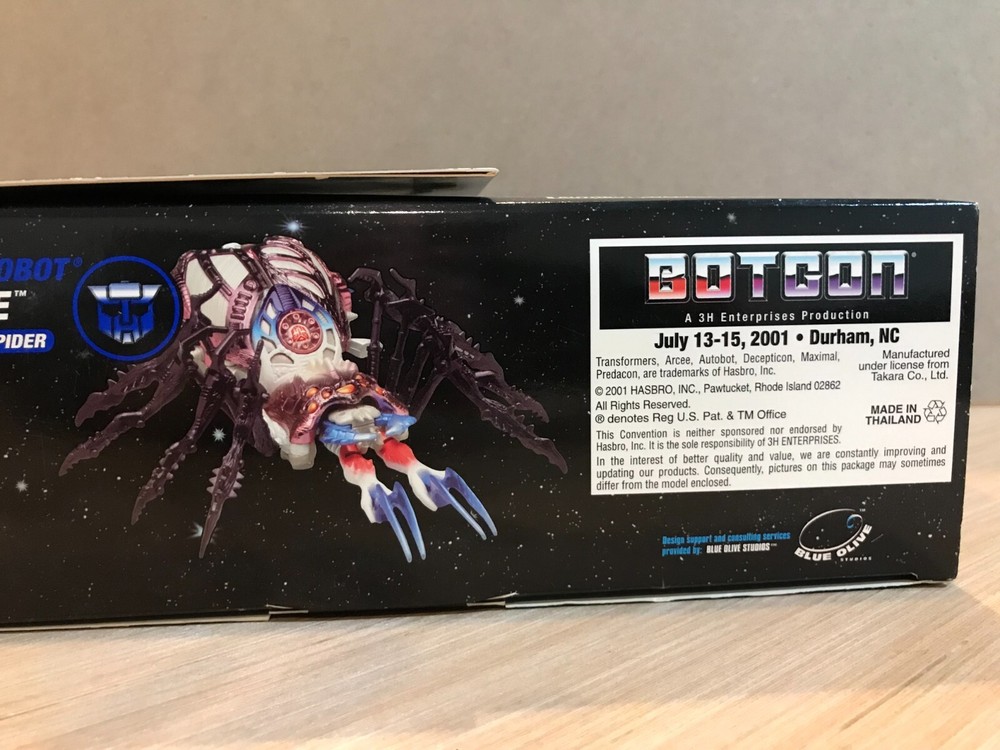 OBOT®
E™
PIDER
BOTCON®
A 3H Enterprises Production
July 13-15, 2001 • Durham, NC
Transformers, Arcee, Autobot, Decepticon, Maximal,
Predacon, are trademarks of Hasbro, Inc.
© 2001 HASBRO, INC., Pawtucket, Rhode Island 02862
All Rights Reserved.
® denotes Reg U.S. Pat. & TM Office
This Convention is neither sponsored nor endorsed by
Hasbro, Inc. It is the sole responsibility of 3H ENTERPRISES.
Manufactured
under license from
Takara Co., Ltd.
MADE IN
THAILAND
In the interest of better quality and value, we are constantly improving and
updating our products. Consequently, pictures on this package may sometimes
differ from the model enclosed.
Design support and consulting services
provided by: BLUE OLIVE STUDIOS™
BLUE OLIVE™
STUDIOS